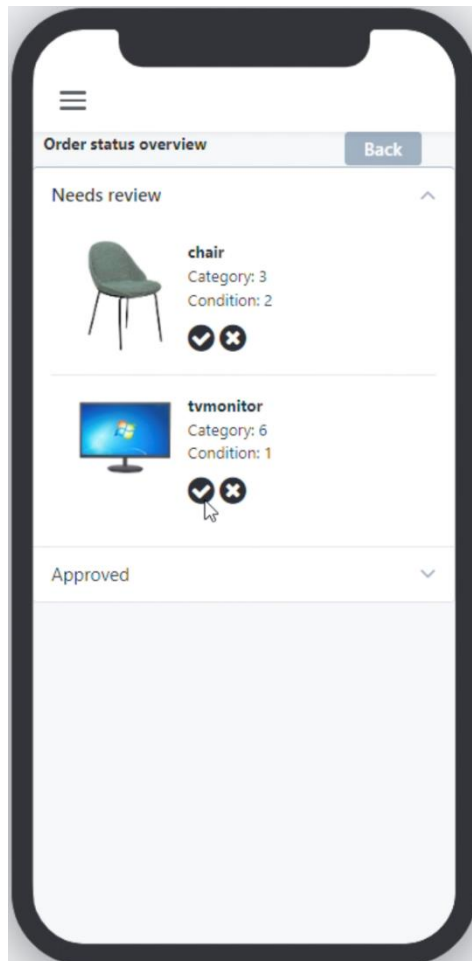 Order status overview
Back
Needs review
chair
Category: 3
Condition: 2
tvmonitor
Category: 6
Condition: 1
Approved